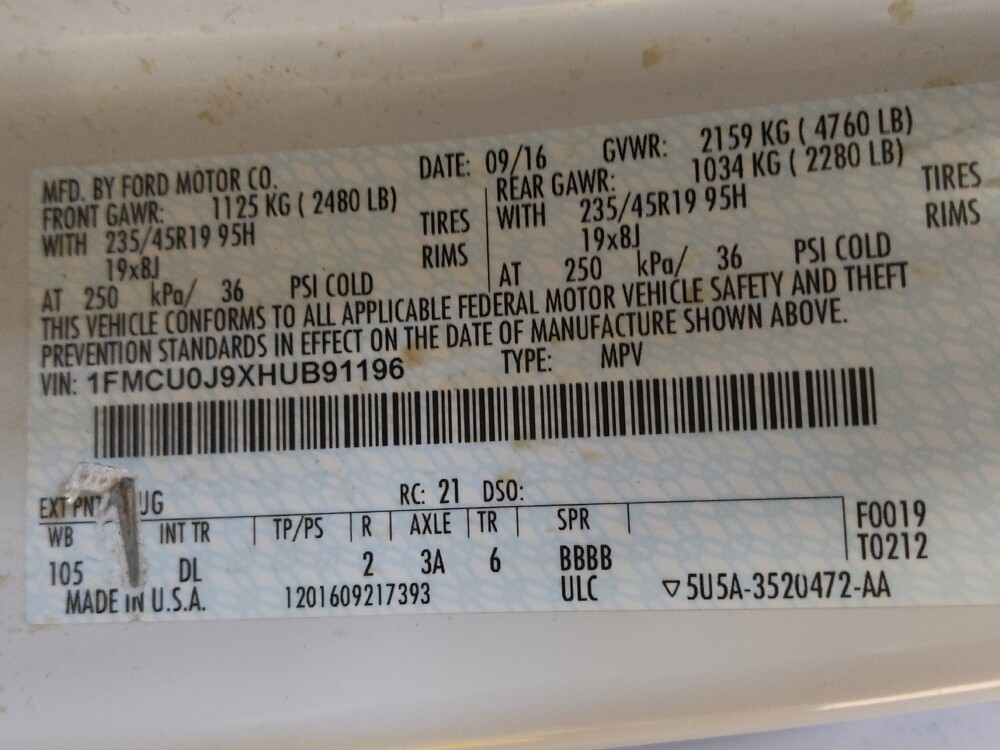 MFD. BY FORD MOTOR CO. DATE: 09/16 GVWR: 2159 KG ( 4760 LB)
FRONT GAWR: 1125 KG ( 2480 LB) REAR GAWR: 1034 KG ( 2280 LB)
WITH 235/45R19 95H TIRES WITH 235/45R19 95H TIRES
19x8J RIMS 19x8J RIMS
AT 250 kPa/ 36 PSI COLD AT 250 kPa/ 36 PSI COLD
THIS VEHICLE CONFORMS TO ALL APPLICABLE FEDERAL MOTOR VEHICLE SAFETY AND THEFT
PREVENTION STANDARDS IN EFFECT ON THE DATE OF MANUFACTURE SHOWN ABOVE.
VIN: 1FMCU0J9XHUB91196 TYPE: MPV
EXT PNT UG RC: 21 DSO:
WB INT TR TP/PS R AXLE TR SPR F0019
105 DL 2 3A 6 BBBB T0212
MADE IN U.S.A. 1201609217393 ULC ▽5U5A-3520472-AA